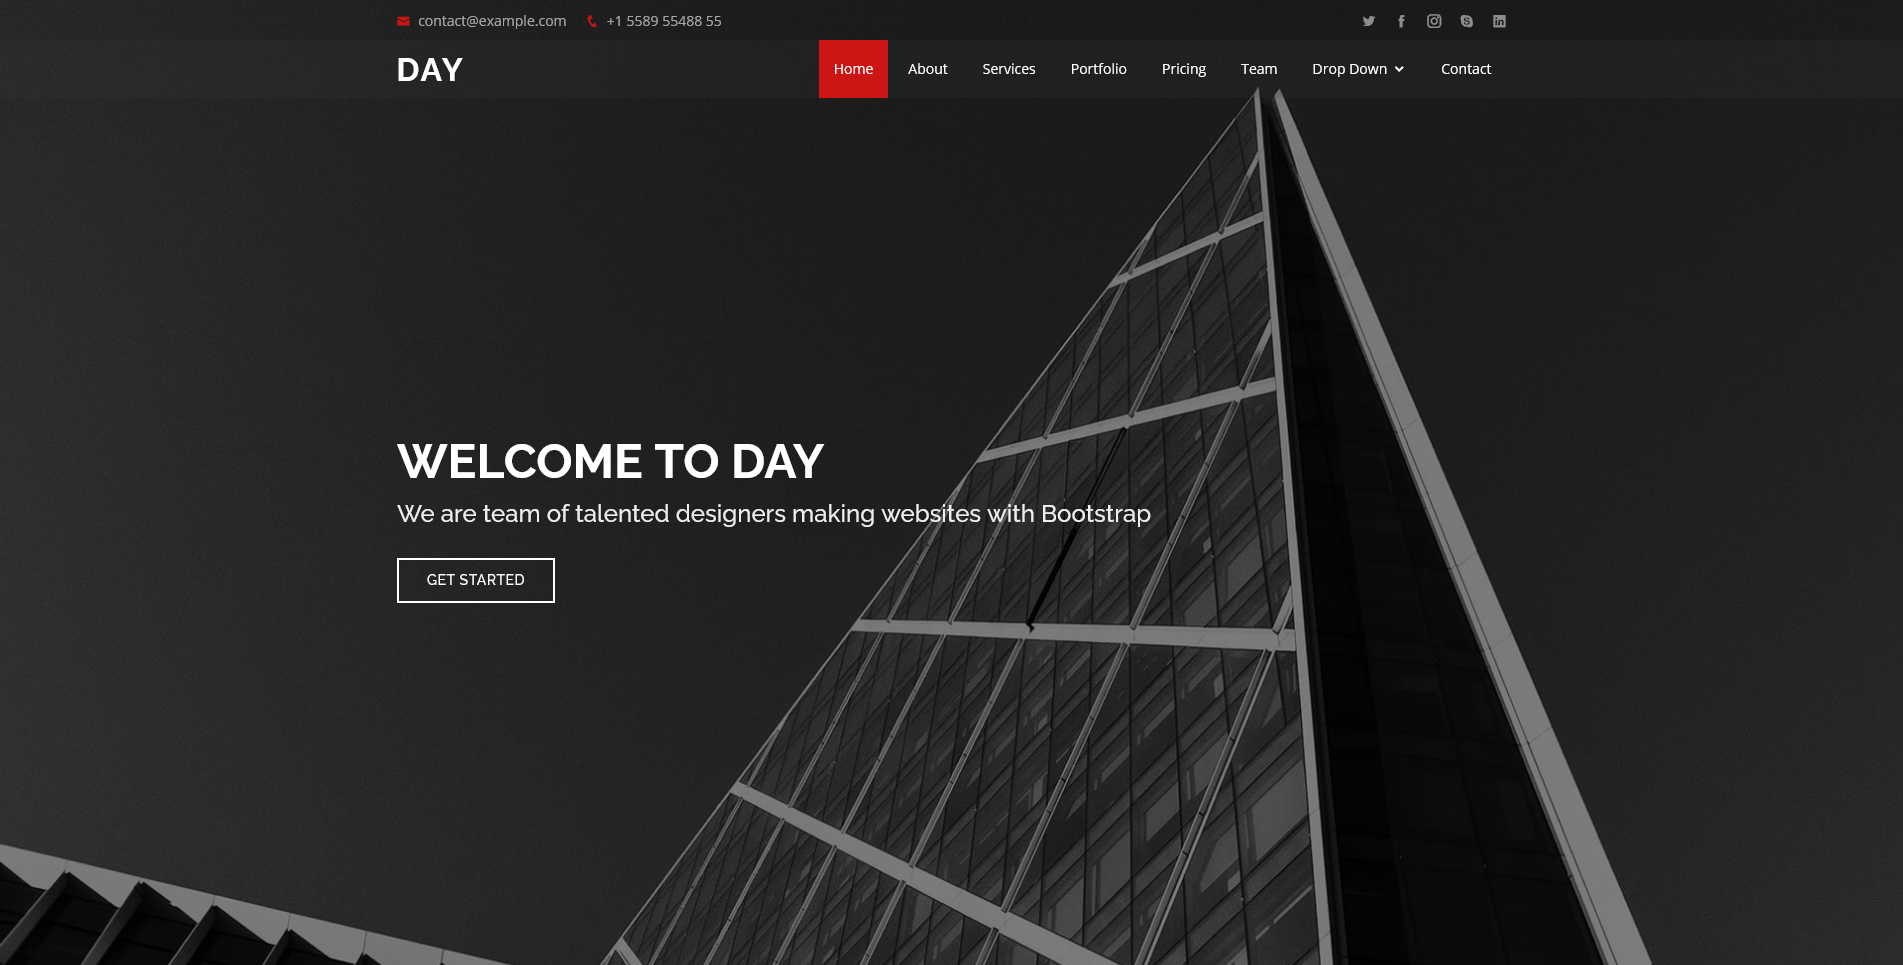 contact@example.com +1 5589 55488 55
DAY
Home About Services Portfolio Pricing Team Drop Down Contact
WELCOME TO DAY
We are team of talented designers making websites with Bootstrap
GET STARTED